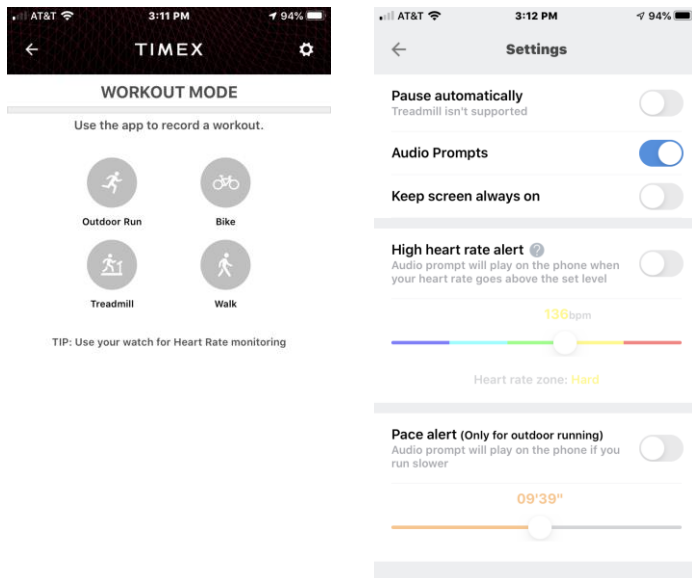 AT&T 3:11 PM 94%
TIMEX
WORKOUT MODE
Use the app to record a workout.
Outdoor Run Bike
Treadmill Walk
TIP: Use your watch for Heart Rate monitoring
AT&T 3:12 PM 94%
Settings
Pause automatically
Treadmill isn't supported
Audio Prompts
Keep screen always on
High heart rate alert ?
Audio prompt will play on the phone when
your heart rate goes above the set level
136bpm
Heart rate zone: Hard
Pace alert (Only for outdoor running)
Audio prompt will play on the phone if you
run slower
09'39"